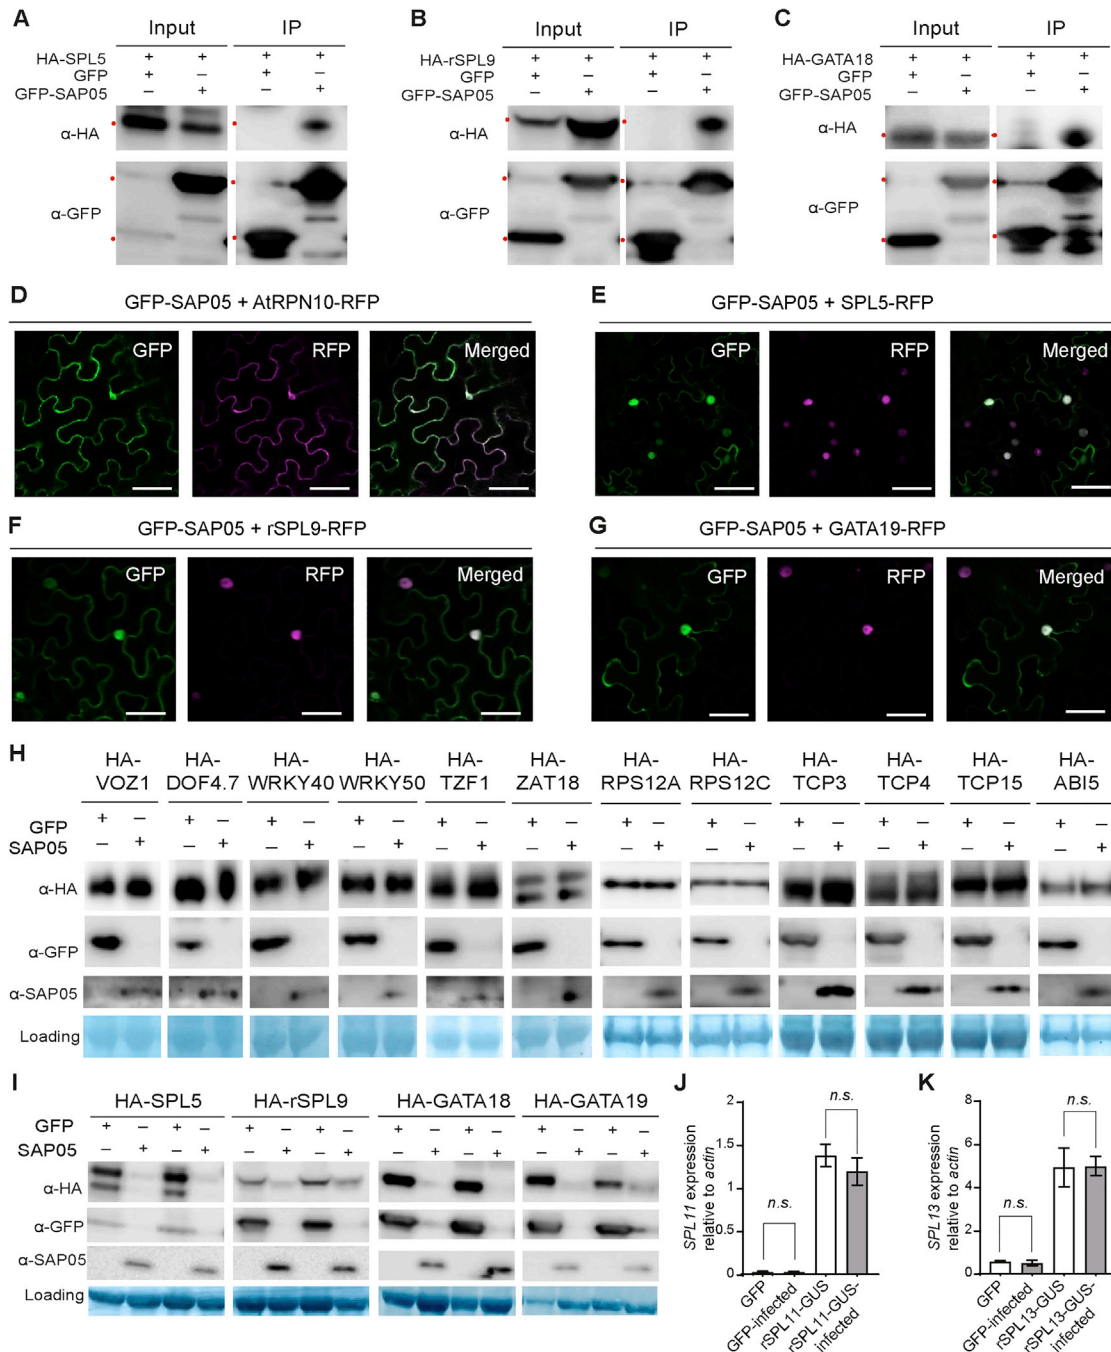 A
Input IP
HA-SPL5 + + + +
GFP + – + –
GFP-SAP05 – + – +
α-HA
α-GFP
B
Input IP
HA-rSPL9 + + + +
GFP + – + –
GFP-SAP05 – + – +
α-HA
α-GFP
C
Input IP
HA-GATA18 + + + +
GFP + – + –
GFP-SAP05 – + – +
α-HA
α-GFP
D
GFP-SAP05 + AtRPN10-RFP
GFP RFP Merged
E
GFP-SAP05 + SPL5-RFP
GFP RFP Merged
F
GFP-SAP05 + rSPL9-RFP
GFP RFP Merged
G
GFP-SAP05 + GATA19-RFP
GFP RFP Merged
H
HA- HA- HA- HA- HA- HA- HA- HA- HA- HA- HA- HA-
VOZ1 DOF4.7 WRKY40 WRKY50 TZF1 ZAT18 RPS12A RPS12C TCP3 TCP4 TCP15 ABI5
GFP + – + – + – + – + – + – + – + – + – + – + – + –
SAP05 – + – + – + – + – + – + – + – + – + – + – + – +
α-HA
α-GFP
α-SAP05
Loading
I
HA-SPL5 HA-rSPL9 HA-GATA18 HA-GATA19
GFP + – + – + – + – + – + – + – + –
SAP05 – + – + – + – + – + – + – + – +
α-HA
α-GFP
α-SAP05
Loading
J
SPL11 expression
relative to actin
2
1.5
1
0.5
0
n.s.
n.s.
GFP
GFP-infected
rSPL11-GUS
rSPL11-GUS-
infected
K
SPL13 expression
relative to actin
8
6
4
2
0
n.s.
n.s.
GFP
GFP-infected
rSPL13-GUS
rSPL13-GUS-
infected